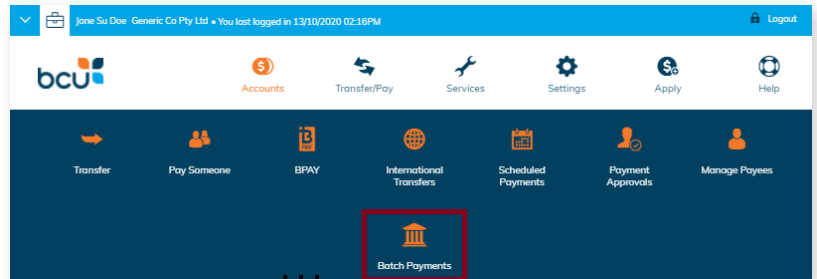 Jane Su Doe Generic Co Pty Ltd • You last logged in 13/10/2020 02:16PM Logout
bcu
Accounts Transfer/Pay Services Settings Apply Help
Transfer Pay Someone BPAY International Transfers Scheduled Payments Payment Approvals Manage Payees
Batch Payments